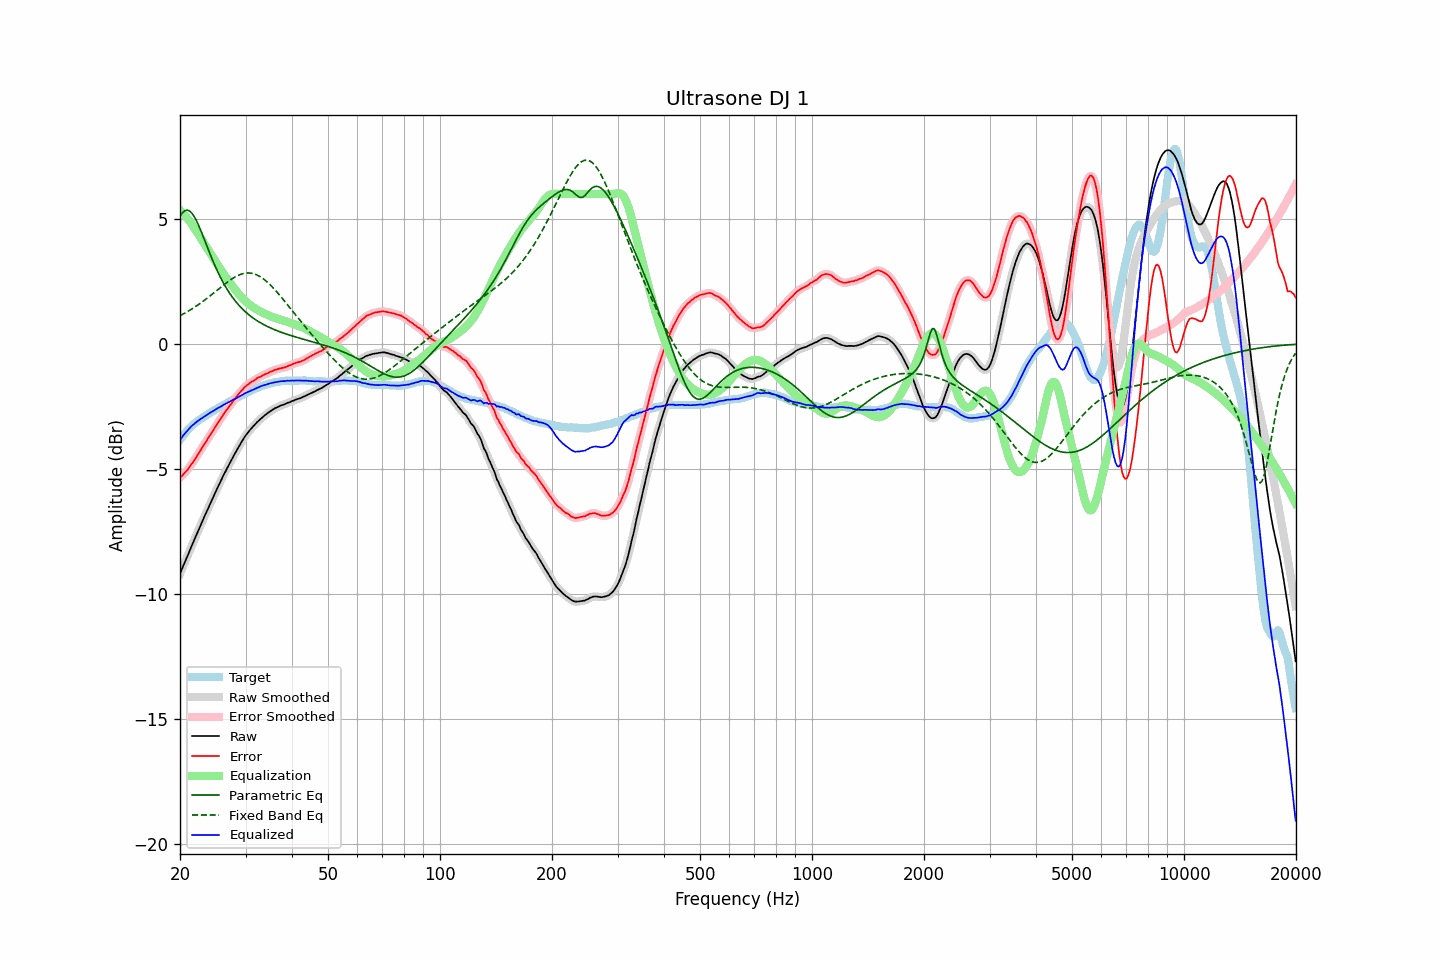 Ultrasone DJ 1
Amplitude (dBr)
5
0
−5
−10
−15
−20
Target
Raw Smoothed
Error Smoothed
Raw
Error
Equalization
Parametric Eq
Fixed Band Eq
Equalized
20 50 100 200 500 1000 2000 5000 10000 20000
Frequency (Hz)